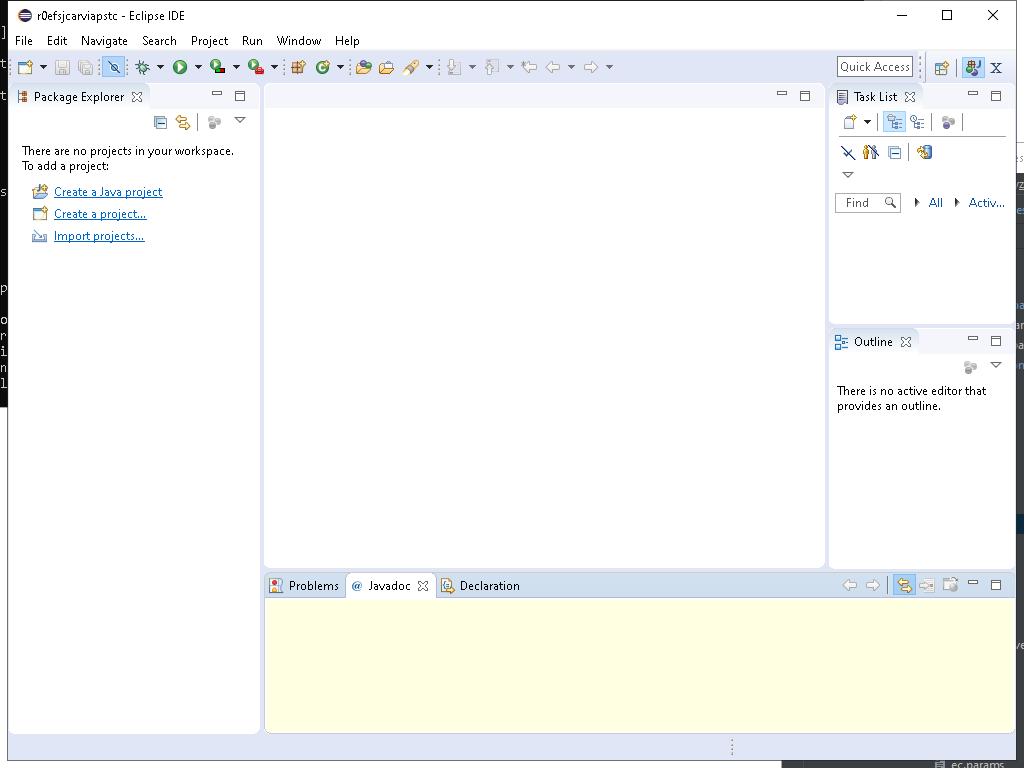 r0efsjcarviapstc - Eclipse IDE
File Edit Navigate Search Project Run Window Help
Quick Access
Package Explorer
Task List
There are no projects in your workspace.
To add a project:
Create a Java project
Create a project...
Import projects...
Find All Activ...
Outline
There is no active editor that
provides an outline.
Problems @ Javadoc Declaration
ec.params